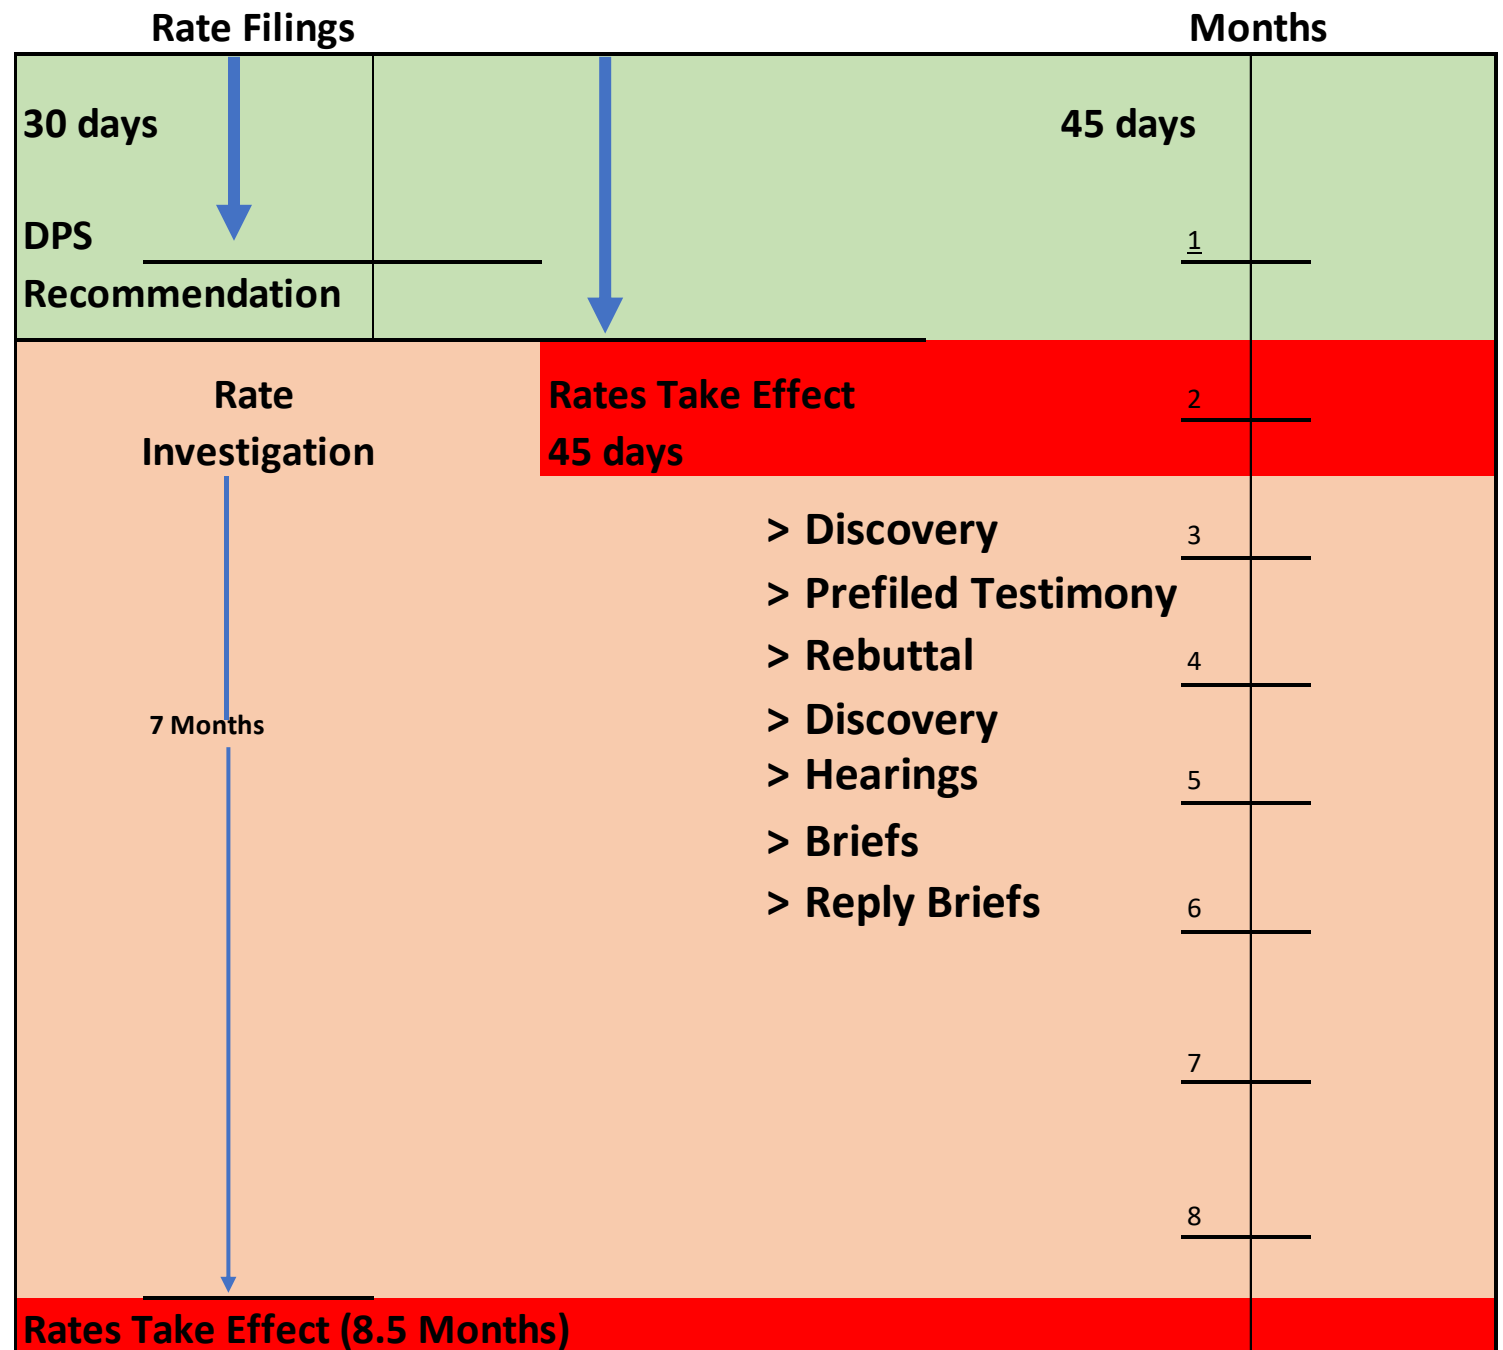 Rate Filings
Months
30 days
45 days
DPS
1
Recommendation
Rate
Investigation
Rates Take Effect
45 days
2
> Discovery
3
> Prefiled Testimony
> Rebuttal
4
7 Months
> Discovery
> Hearings
5
> Briefs
> Reply Briefs
6
7
8
Rates Take Effect (8.5 Months)